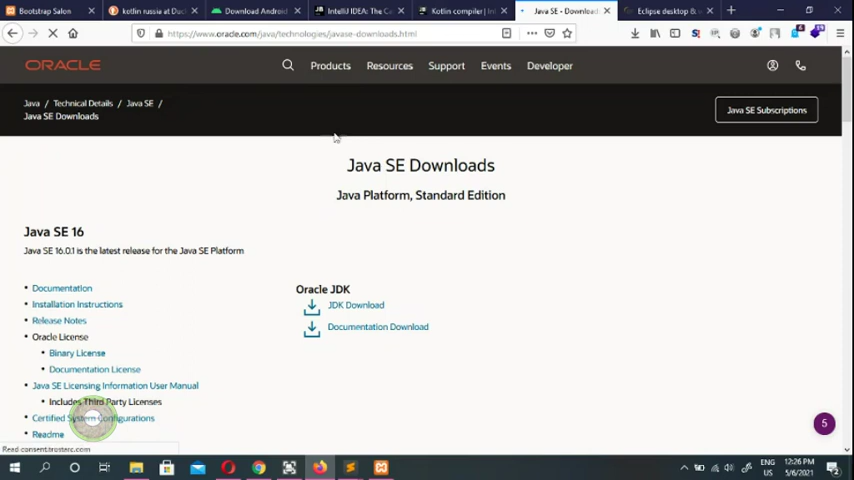 Bootstrap Salon
kotlin russia at Duc
Download Android
IntelliJ IDEA: The Ca
Kotlin compiler | Int
Java SE - Download
Eclipse desktop & w
https://www.oracle.com/java/technologies/javase-downloads.html
ORACLE
Products
Resources
Support
Events
Developer
Java / Technical Details / Java SE /
Java SE Downloads
Java SE Subscriptions
Java SE Downloads
Java Platform, Standard Edition
Java SE 16
Java SE 16.0.1 is the latest release for the Java SE Platform
Documentation
Installation Instructions
Release Notes
Oracle License
Binary License
Documentation License
Java SE Licensing Information User Manual
Includes Third Party Licenses
Certified System Configurations
Readme
Oracle JDK
JDK Download
Documentation Download
5
Read consent.trustarc.com
ENG
US
12:26 PM
5/6/2021
2